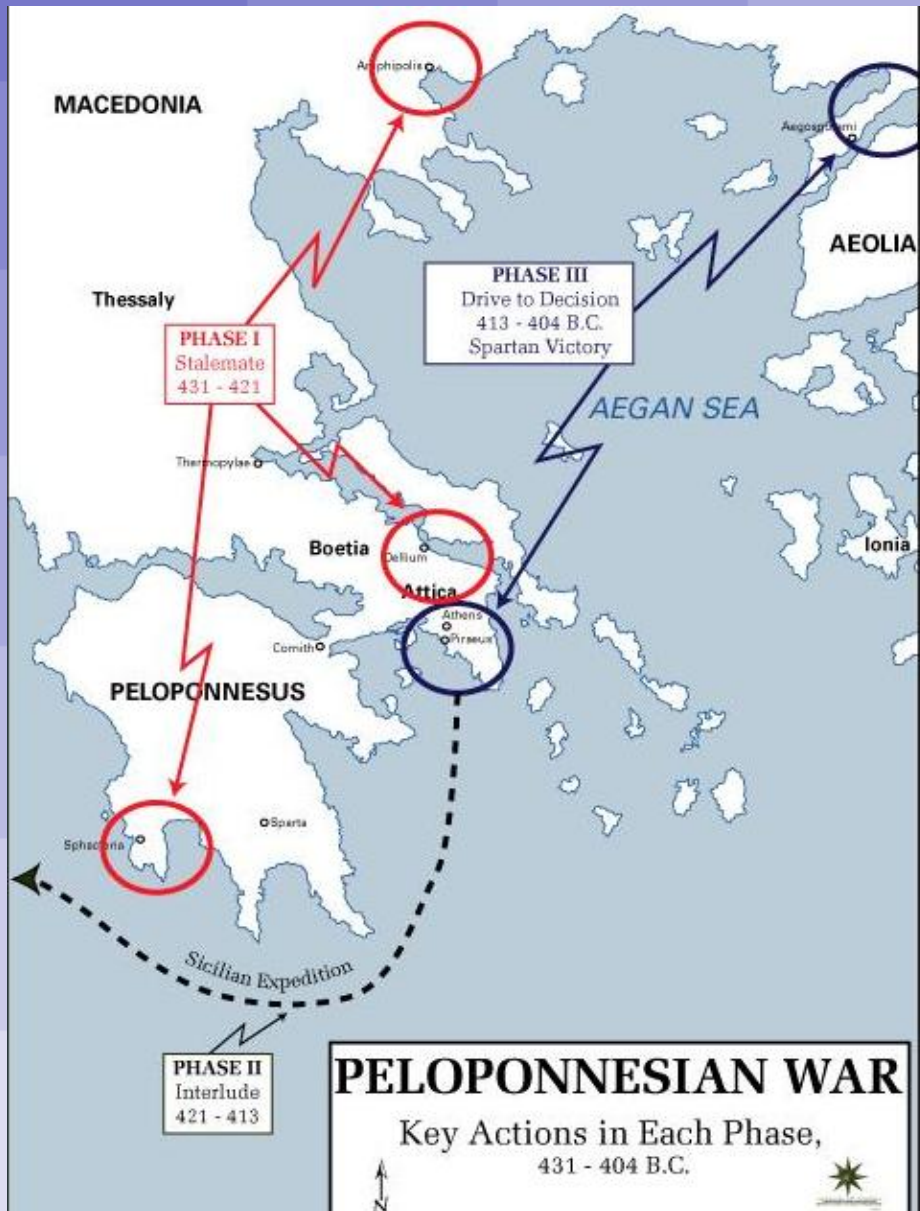 Amphipolis
MACEDONIA
Aegospotami
AEOLIA
PHASE III
Drive to Decision
413 - 404 B.C.
Spartan Victory
Thessaly
PHASE I
Stalemate
431 - 421
AEGAN SEA
Thermopylae
Boetia
Dellium
Ionia
Attica
Athens
Piraeus
Cornith
PELOPONNESUS
Sparta
Sphacteria
Sicilian Expedition
PHASE II
Interlude
421 - 413
PELOPONNESIAN WAR
Key Actions in Each Phase,
431 - 404 B.C.
N